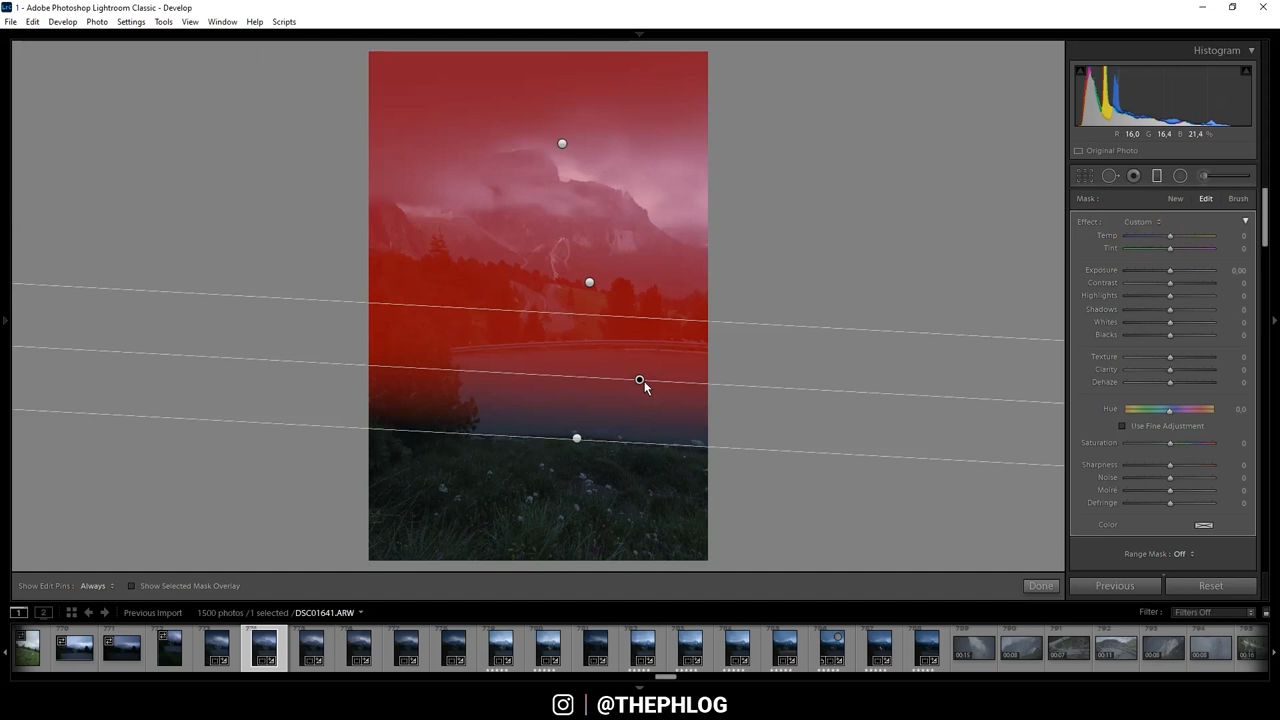 1 - Adobe Photoshop Lightroom Classic - Develop
File Edit Develop Photo Settings Tools View Window Help Scripts
Histogram
R 16,0 G 16,4 B 21,4 %
Original Photo
Mask : New Edit Brush
Effect : Custom
Temp 0
Tint 0
Exposure 0,00
Contrast 0
Highlights 0
Shadows 0
Whites 0
Blacks 0
Texture 0
Clarity 0
Dehaze 0
Hue 0,0
Use Fine Adjustment
Saturation 0
Sharpness 0
Noise 0
Moire 0
Defringe 0
Color
Range Mask : Off
Show Edit Pins : Always Show Selected Mask Overlay Done
Previous Reset
1 2 Previous Import 1500 photos / 1 selected / DSC01641.ARW Filter : Filters Off
@THEPHLOG